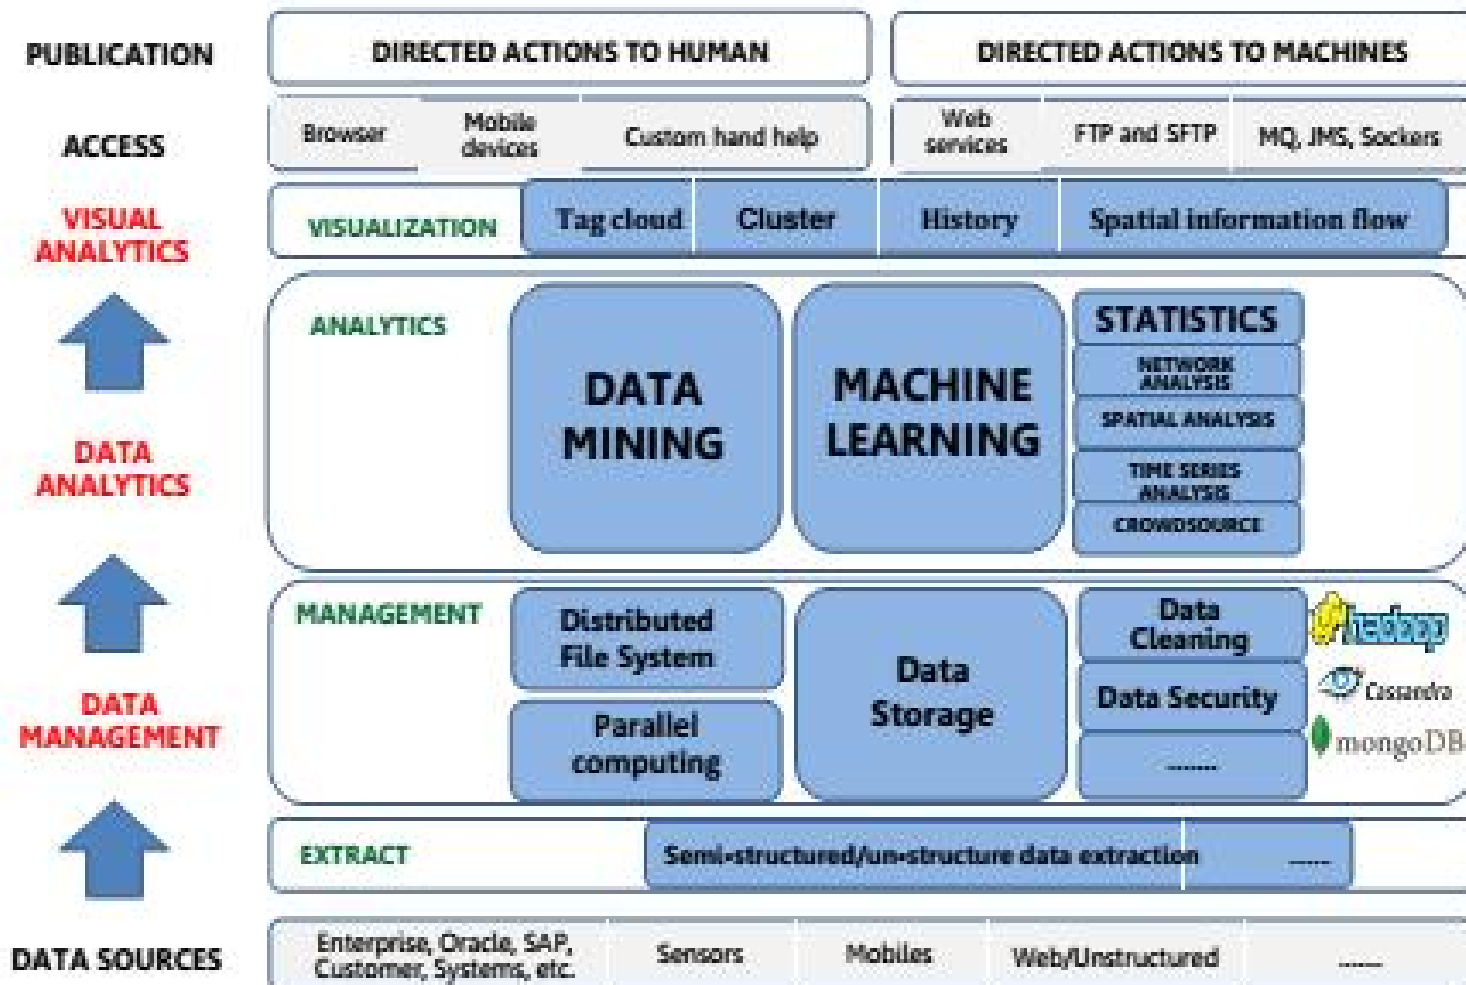 PUBLICATION
DIRECTED ACTIONS TO HUMAN
DIRECTED ACTIONS TO MACHINES
ACCESS
Browser
Mobile
devices
Custom hand help
Web
services
FTP and SFTP
MQ, JMS, Sockers
VISUAL
ANALYTICS
VISUALIZATION
Tag cloud
Cluster
History
Spatial information flow
ANALYTICS
DATA
MINING
MACHINE
LEARNING
STATISTICS
NETWORK
ANALYSIS
SPATIAL ANALYSIS
TIME SERIES
ANALYSIS
CROWDSOURCE
DATA
ANALYTICS
MANAGEMENT
Distributed
File System
Parallel
computing
Data
Storage
Data
Cleaning
Data Security
.......
hadoop
Cassandra
mongoDB
DATA
MANAGEMENT
EXTRACT
Semi-structured/un-structure data extraction
......
DATA SOURCES
Enterprise, Oracle, SAP,
Customer, Systems, etc.
Sensors
Mobiles
Web/Unstructured
......